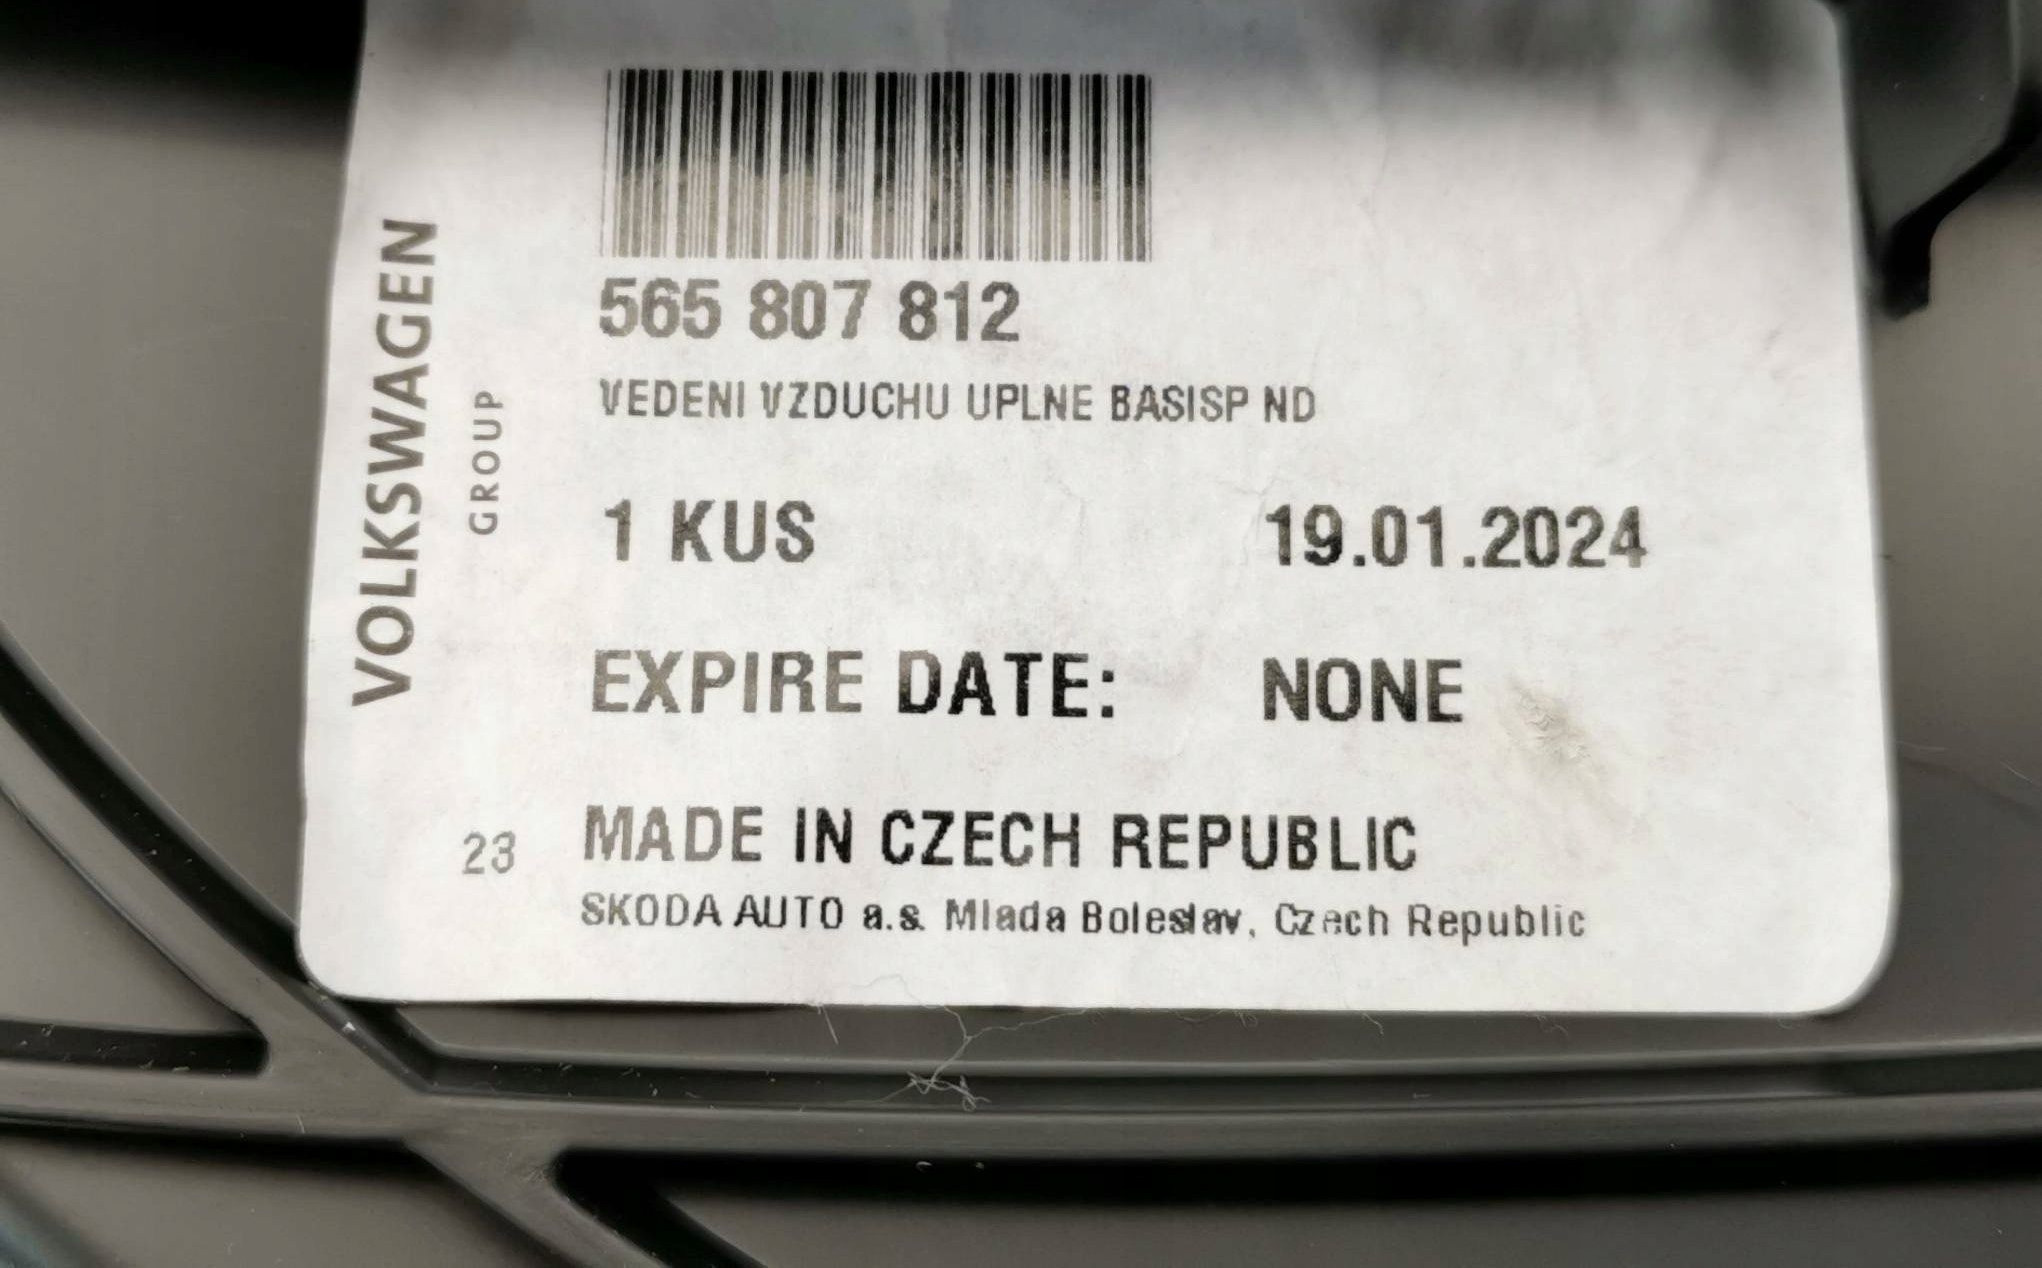 VOLKSWAGEN
GROUP
565 807 812
VEDENI VZDUCHU UPLNE BASISP ND
1 KUS 19.01.2024
EXPIRE DATE: NONE
23 MADE IN CZECH REPUBLIC
SKODA AUTO a.s. Mlada Boleslav, Czech Republic